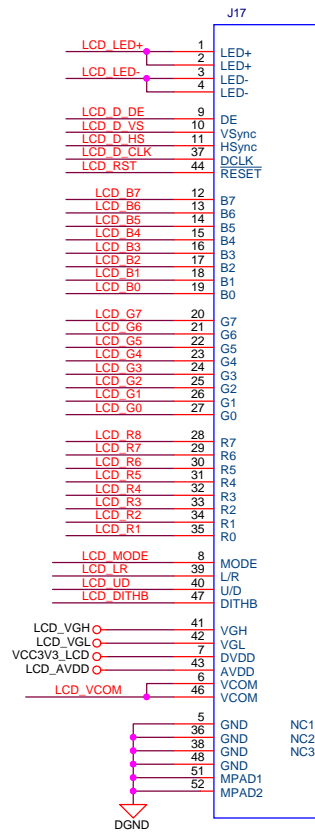 J17
LCD_LED+ 1 LED+
2 LED+
LCD_LED- 3 LED-
4 LED-
LCD_D_DE 9 DE
LCD_D_VS 10 VSync
LCD_D_HS 11 HSync
LCD_D_CLK 37 DCLK
LCD_RST 44 RESET
LCD_B7 12 B7
LCD_B6 13 B6
LCD_B5 14 B5
LCD_B4 15 B4
LCD_B3 16 B3
LCD_B2 17 B2
LCD_B1 18 B1
LCD_B0 19 B0
LCD_G7 20 G7
LCD_G6 21 G6
LCD_G5 22 G5
LCD_G4 23 G4
LCD_G3 24 G3
LCD_G2 25 G2
LCD_G1 26 G1
LCD_G0 27 G0
LCD_R8 28 R7
LCD_R7 29 R6
LCD_R6 30 R5
LCD_R5 31 R4
LCD_R4 32 R3
LCD_R3 33 R2
LCD_R2 34 R1
LCD_R1 35 R0
LCD_MODE 8 MODE
LCD_LR 39 L/R
LCD_UD 40 U/D
LCD_DITHB 47 DITHB
LCD_VGH 41 VGH
LCD_VGL 42 VGL
VCC3V3_LCD 7 DVDD
LCD_AVDD 43 AVDD
6 VCOM
LCD_VCOM 46 VCOM
5 GND NC1
36 GND NC2
38 GND NC3
48 GND
51 MPAD1
52 MPAD2
DGND